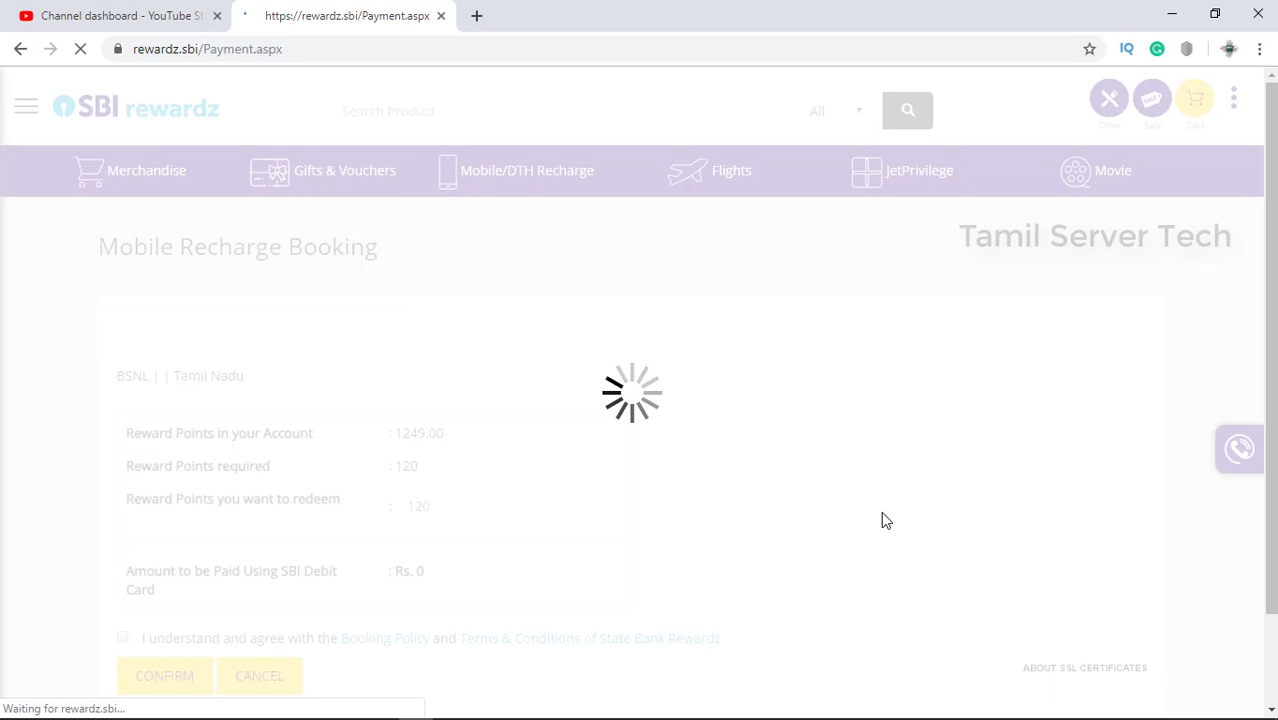 Channel dashboard - YouTube St
https://rewardz.sbi/Payment.aspx
rewardz.sbi/Payment.aspx
IQ
SBI rewardz
Search Product
All
Offer
Sale
Cart
Merchandise
Gifts & Vouchers
Mobile/DTH Recharge
Flights
JetPrivilege
Movie
Mobile Recharge Booking
Tamil Server Tech
BSNL | | Tamil Nadu
Reward Points in your Account : 1249.00
Reward Points required : 120
Reward Points you want to redeem : 120
Amount to be Paid Using SBI Debit : Rs. 0
Card
I understand and agree with the Booking Policy and Terms & Conditions of State Bank Rewardz
CONFIRM
CANCEL
ABOUT SSL CERTIFICATES
Waiting for rewardz.sbi...